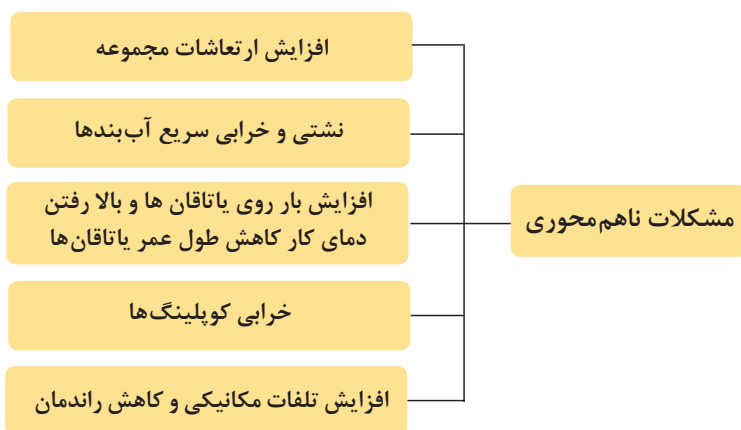 مشکلات ناهم‌محوری
افزایش ارتعاشات مجموعه
نشتی و خرابی سریع آب‌بندها
افزایش بار روی یاتاقان ها و بالا رفتن
دمای کار کاهش طول عمر یاتاقان‌ها
خرابی کوپلینگ‌ها
افزایش تلفات مکانیکی و کاهش راندمان